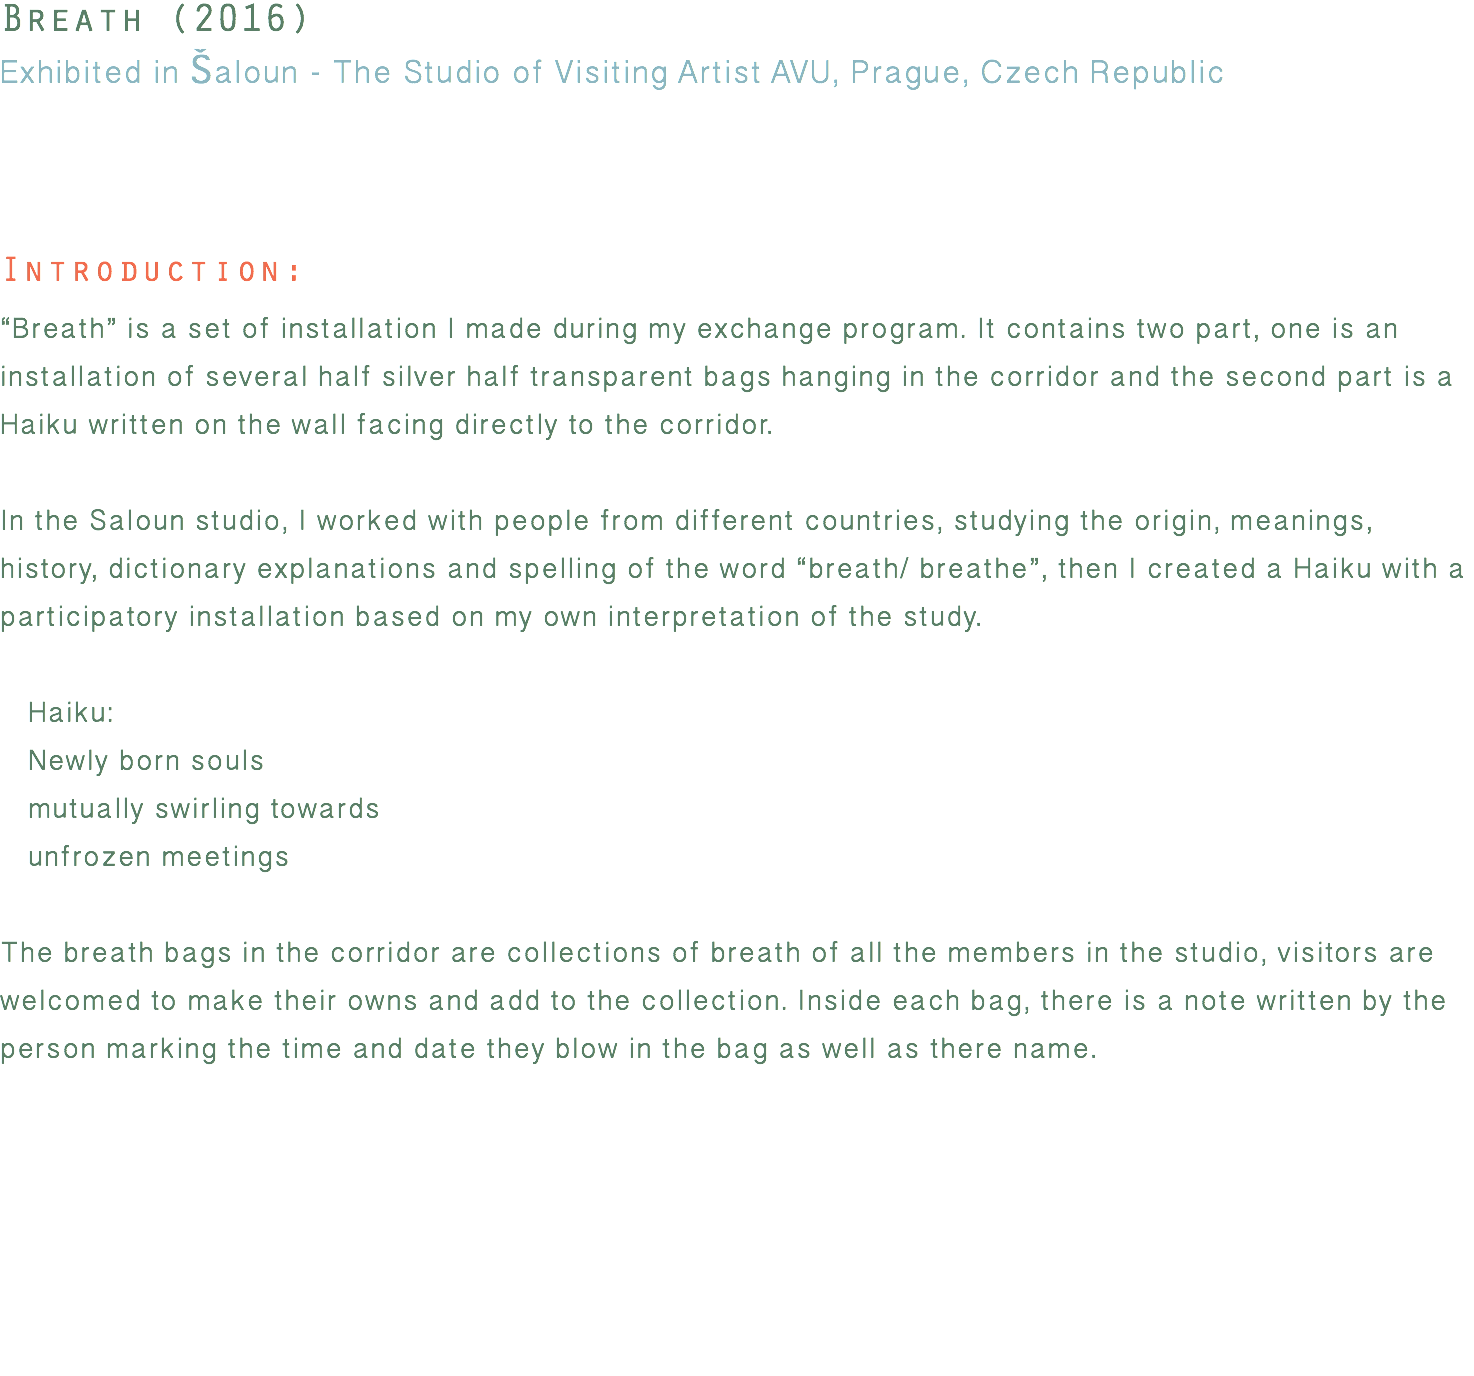 Breath (2016)
Exhibited in Šaloun - The Studio of Visiting Artist AVU, Prague, Czech Republic
Introduction:
“Breath” is a set of installation I made during my exchange program. It contains two part, one is an
installation of several half silver half transparent bags hanging in the corridor and the second part is a
Haiku written on the wall facing directly to the corridor.
In the Saloun studio, I worked with people from different countries, studying the origin, meanings,
history, dictionary explanations and spelling of the word “breath/ breathe”, then I created a Haiku with a
participatory installation based on my own interpretation of the study.
Haiku:
Newly born souls
mutually swirling towards
unfrozen meetings
The breath bags in the corridor are collections of breath of all the members in the studio, visitors are
welcomed to make their owns and add to the collection. Inside each bag, there is a note written by the
person marking the time and date they blow in the bag as well as there name.